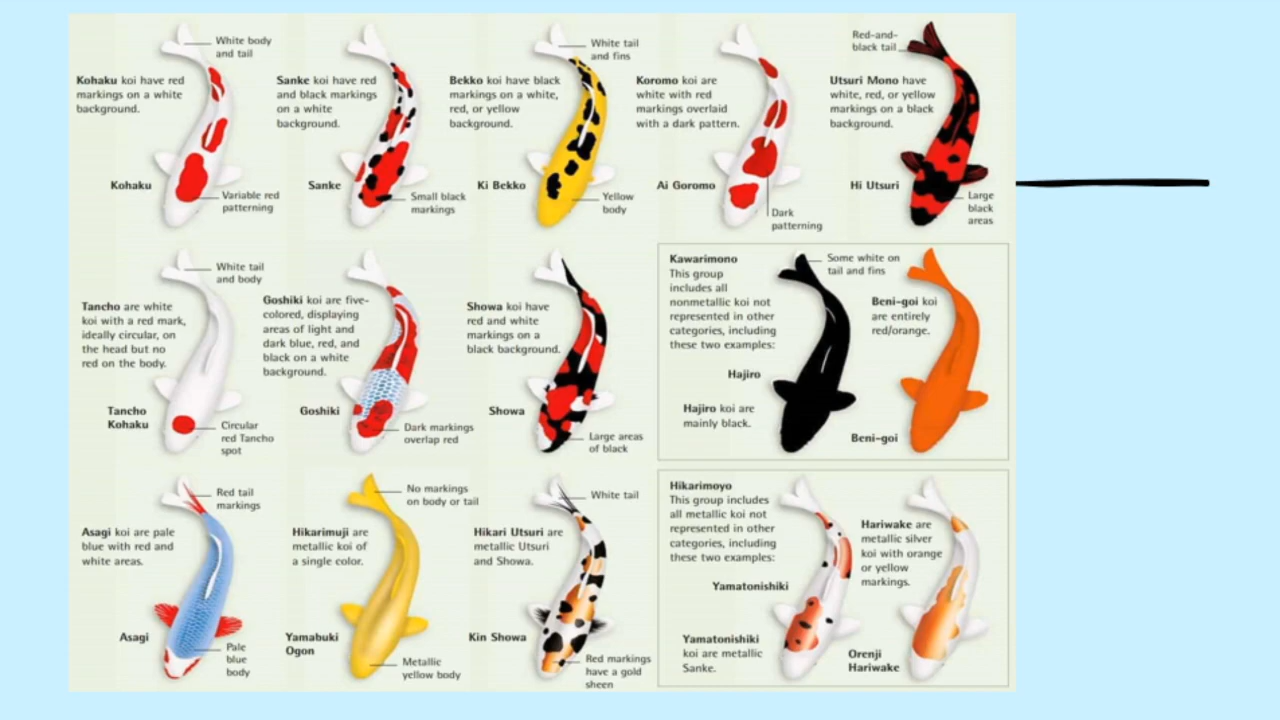 White body
and tail
Kohaku koi have red
markings on a white
background.
Kohaku
Variable red
patterning
Sanke koi have red
and black markings
on a white
background.
Sanke
Small black
markings
White tail
and fins
Bekko koi have black
markings on a white,
red, or yellow
background.
Ki Bekko
Yellow
body
Koromo koi are
white with red
markings overlaid
with a dark pattern.
Ai Goromo
Dark
patterning
Red-and-
black tail
Utsuri Mono have
white, red, or yellow
markings on a black
background.
Hi Utsuri
Large
black
areas
White tail
and body
Tancho are white
koi with a red mark,
ideally circular, on
the head but no
red on the body.
Tancho
Kohaku
Circular
red Tancho
spot
Goshiki koi are five-
colored, displaying
areas of light and
dark blue, red, and
black on a white
background.
Goshiki
Dark markings
overlap red
Showa koi have
red and white
markings on a
black background.
Showa
Large areas
of black
Kawarimono
This group
includes all
nonmetallic koi not
represented in other
categories, including
these two examples:
Some white on
tail and fins
Hajiro
Hajiro koi are
mainly black.
Beni-goi koi
are entirely
red/orange.
Beni-goi
Red tail
markings
Asagi koi are pale
blue with red and
white areas.
Asagi
Pale
blue
body
No markings
on body or tail
Hikarimuji are
metallic koi of
a single color.
Yamabuki
Ogon
Metallic
yellow body
White tail
Hikari Utsuri are
metallic Utsuri
and Showa.
Kin Showa
Red markings
have a gold
sheen
Hikarimoyo
This group includes
all metallic koi not
represented in other
categories, including
these two examples:
Yamatonishiki
Yamatonishiki
koi are metallic
Sanke.
Hariwake are
metallic silver
koi with orange
or yellow
markings.
Orenji
Hariwake